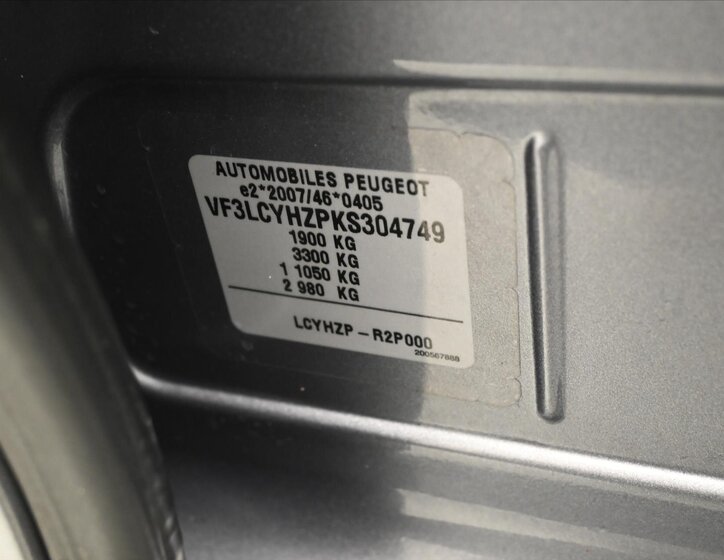 AUTOMOBILES PEUGEOT
e2*2007/46*0405
VF3LCYHZPKS304749
1900 KG
3300 KG
1 1050 KG
2 980 KG
LCYHZP - R2P000
200567888